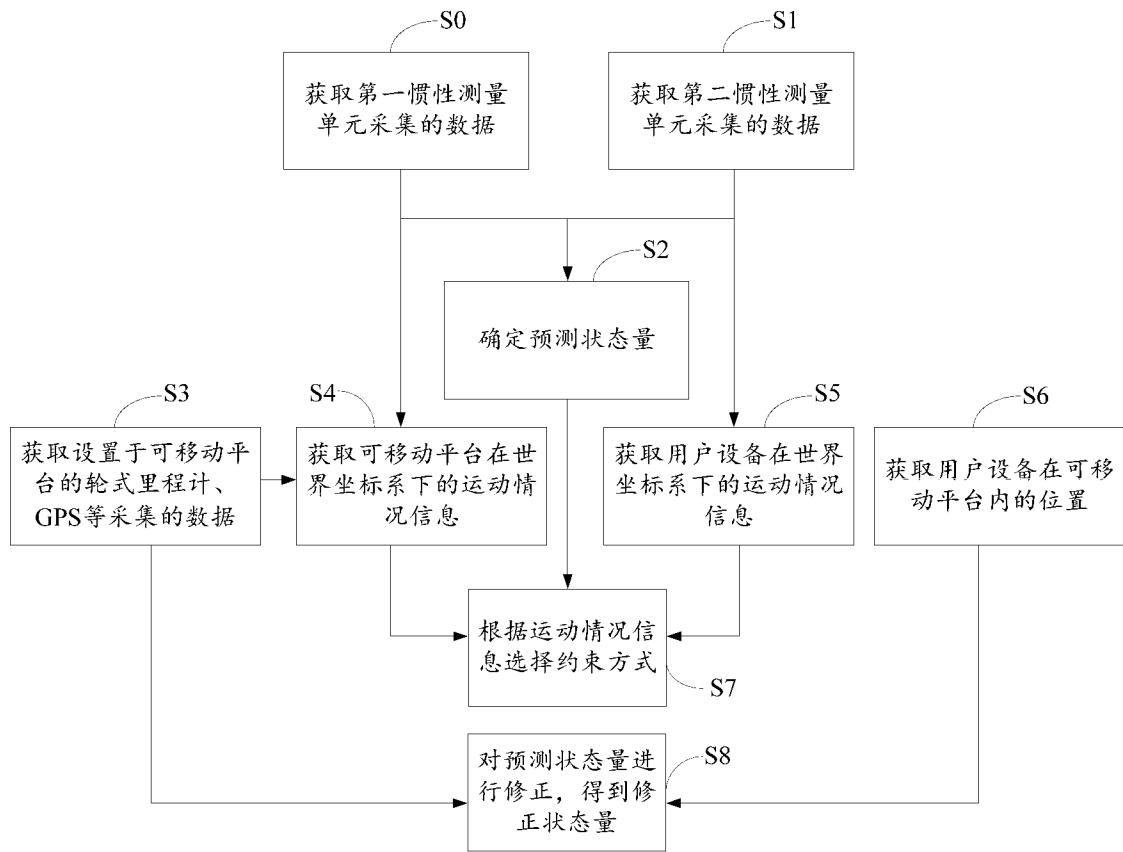 S0
S1
获取第一惯性测量
单元采集的数据
获取第二惯性测量
单元采集的数据
S2
确定预测状态量
S3
S4
S5
S6
获取设置于可移动平
台的轮式里程计、
GPS等采集的数据
获取可移动平台在世
界坐标系下的运动情
况信息
获取用户设备在世界
坐标系下的运动情况
信息
获取用户设备在可移
动平台内的位置
根据运动情况信
息选择约束方式
S7
对预测状态量进
行修正，得到修
正状态量
S8